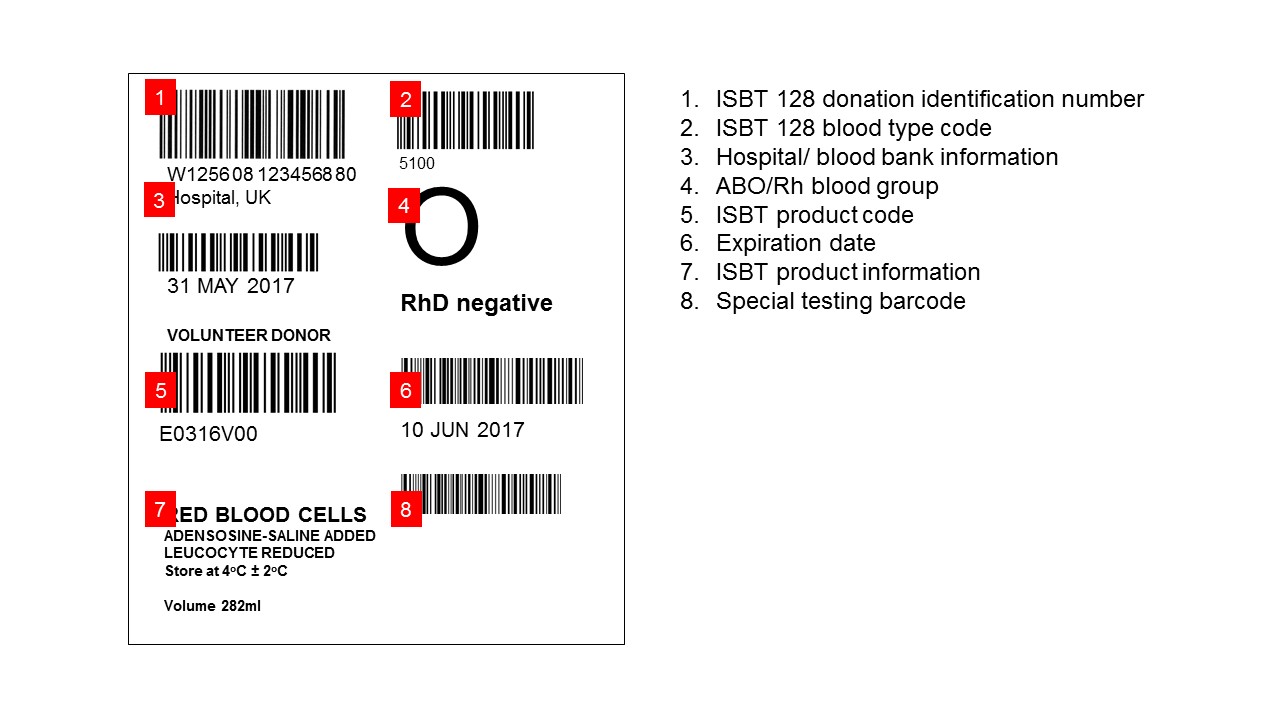 1
W1256 08 123456 8 80
3 Hospital, UK
31 MAY 2017
VOLUNTEER DONOR
5
E0316V00
7 RED BLOOD CELLS
ADENSOSINE-SALINE ADDED
LEUCOCYTE REDUCED
Store at 4ºC ± 2ºC
Volume 282ml
2
5100
4 O
RhD negative
6
10 JUN 2017
8
1. ISBT 128 donation identification number
2. ISBT 128 blood type code
3. Hospital/ blood bank information
4. ABO/Rh blood group
5. ISBT product code
6. Expiration date
7. ISBT product information
8. Special testing barcode